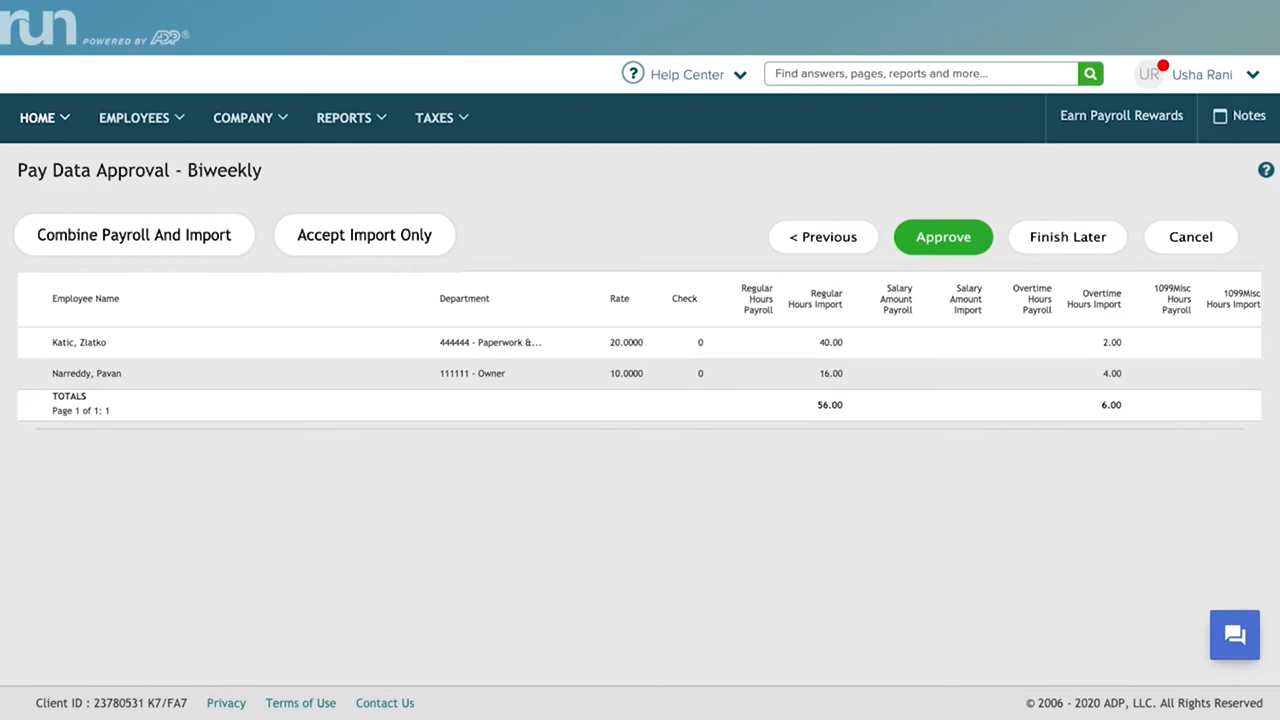 run POWERED BY ADP®
? Help Center Find answers, pages, reports and more... UR Usha Rani
HOME EMPLOYEES COMPANY REPORTS TAXES Earn Payroll Rewards Notes
Pay Data Approval - Biweekly ?
Combine Payroll And Import Accept Import Only < Previous Approve Finish Later Cancel
Employee Name Department Rate Check Regular Hours Payroll Regular Hours Import Salary Amount Payroll Salary Amount Import Overtime Hours Payroll Overtime Hours Import 1099Misc Hours Payroll 1099Misc Hours Import
Katic, Zlatko 444444 - Paperwork &... 20.0000 0 40.00 2.00
Narreddy, Pavan 111111 - Owner 10.0000 0 16.00 4.00
TOTALS
Page 1 of 1: 1 56.00 6.00
Client ID : 23780531 K7/FA7 Privacy Terms of Use Contact Us © 2006 - 2020 ADP, LLC. All Rights Reserved